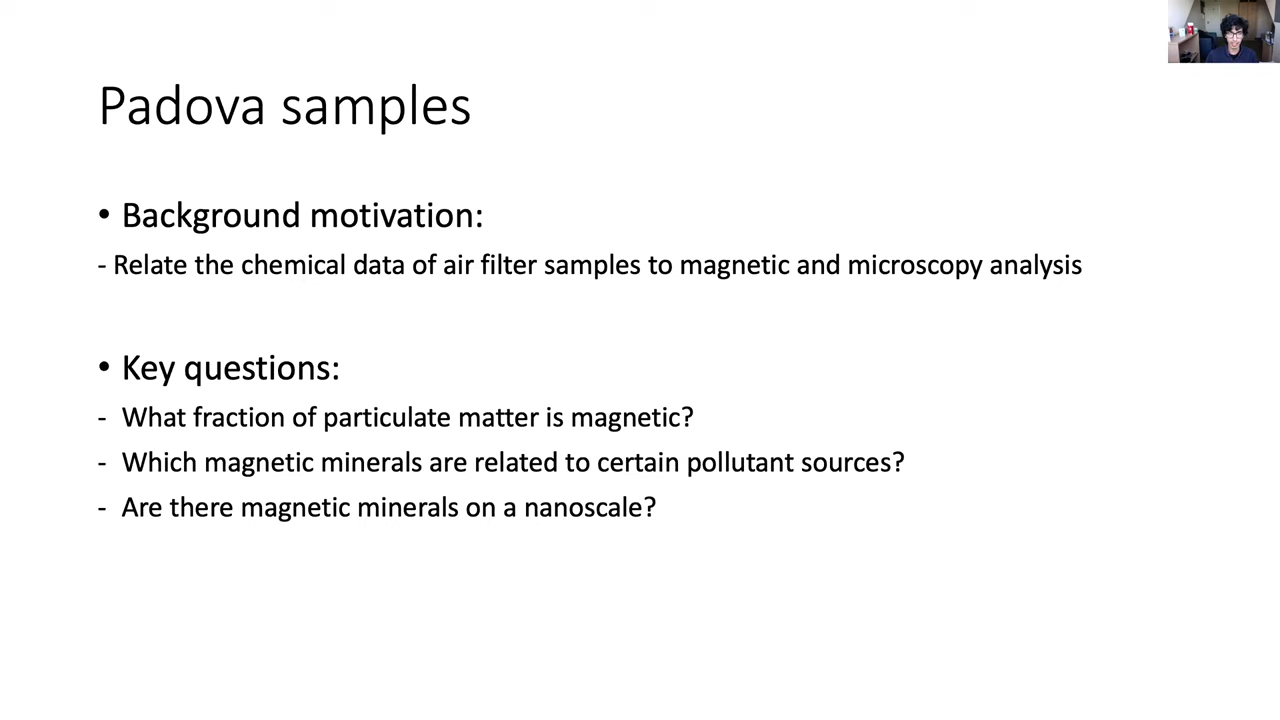 Padova samples
• Background motivation:
- Relate the chemical data of air filter samples to magnetic and microscopy analysis
• Key questions:
- What fraction of particulate matter is magnetic?
- Which magnetic minerals are related to certain pollutant sources?
- Are there magnetic minerals on a nanoscale?